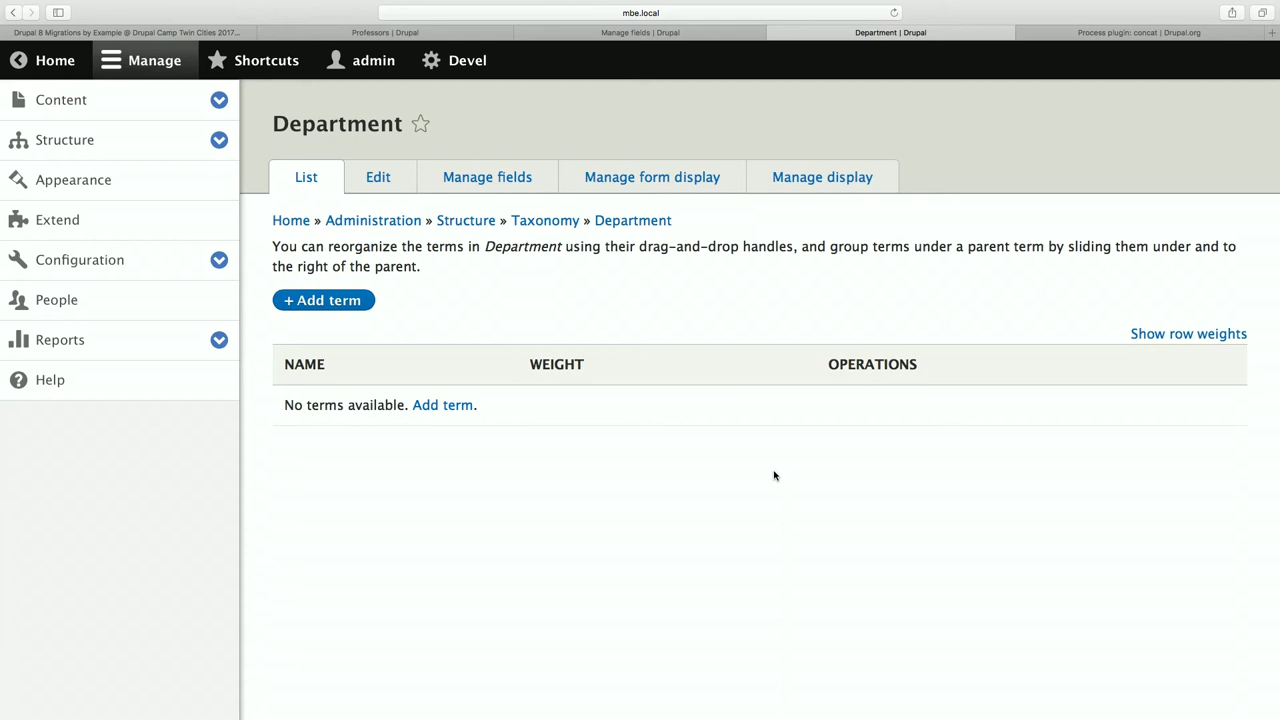 mbe.local
Drupal 8 Migrations by Example @ Drupal Camp Twin Cities 2017...
Professors | Drupal
Manage fields | Drupal
Department | Drupal
Process plugin: concat | Drupal.org
Home
Manage
Shortcuts
admin
Devel
Content
Structure
Appearance
Extend
Configuration
People
Reports
Help
Department
List
Edit
Manage fields
Manage form display
Manage display
Home » Administration » Structure » Taxonomy » Department
You can reorganize the terms in Department using their drag-and-drop handles, and group terms under a parent term by sliding them under and to
the right of the parent.
+ Add term
Show row weights
NAME WEIGHT OPERATIONS
No terms available. Add term.